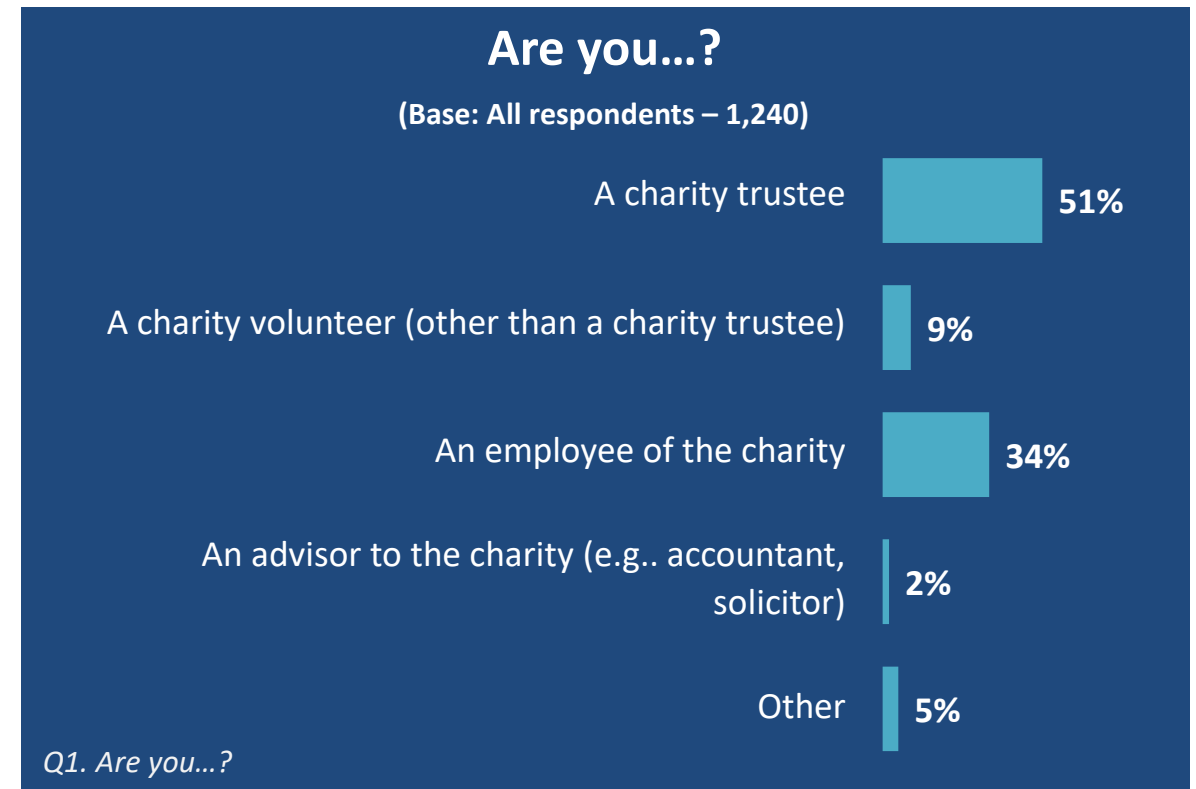 Are you…?
(Base: All respondents – 1,240)
A charity trustee
51%
A charity volunteer (other than a charity trustee)
9%
An employee of the charity
34%
An advisor to the charity (e.g.. accountant,
solicitor)
2%
Other
5%
Q1. Are you…?